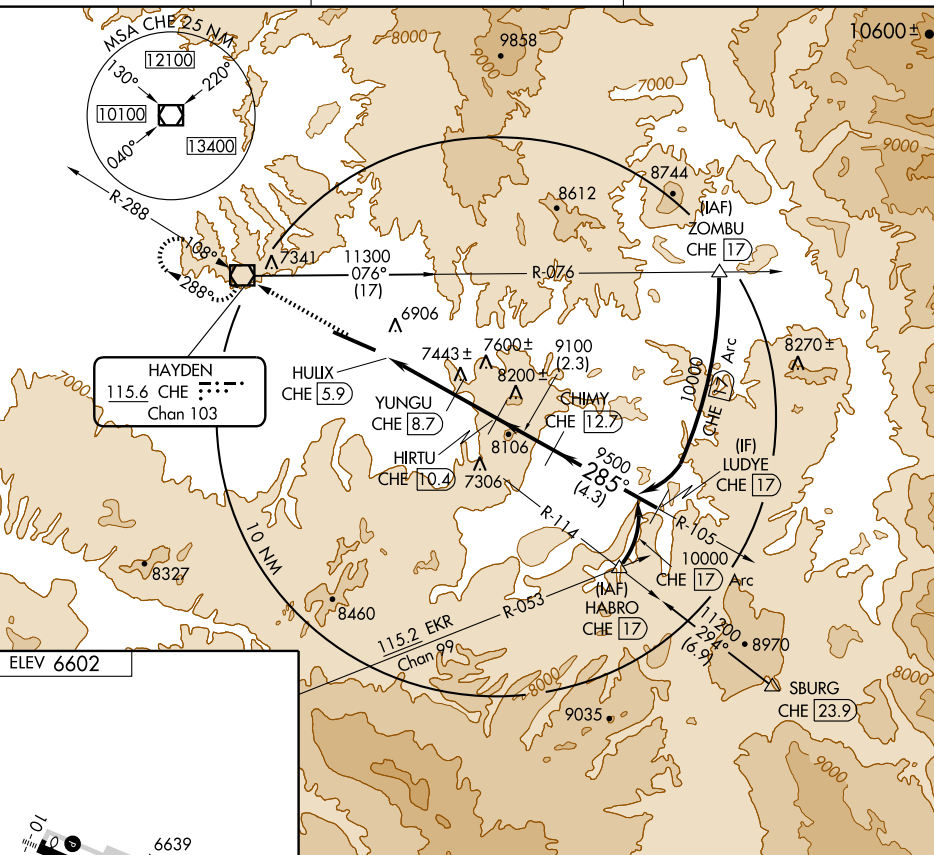 MSA CHE 25 NM
12100
130°
220°
10100
13400
040°
8000
9858
9000
10600 ±
7000
9000
8744
(IAF)
ZOMBU
CHE 17
8612
R-288
108°
288°
7341
11300
076°
(17)
R-076
6906
HAYDEN
115.6 CHE
Chan 103
7000
HULIX
CHE 5.9
7443 ±
7600 ±
8200 ±
9100
(2.3)
8270 ±
10000
CHE 17 Arc
YUNGU
CHE 8.7
CHIMY
CHE 12.7
8106
HIRTU
CHE 10.4
7306
9500
285°
(4.3)
(IF)
LUDYE
CHE 17
R-114
R-105
10000
CHE 17 Arc
10 NM
8327
8460
(IAF)
HABRO
CHE 17
R-053
115.2 EKR
Chan 99
11200
294°
(6.9)
8970
8000
8000
SBURG
CHE 23.9
9035
9000
ELEV 6602
10
P
6639